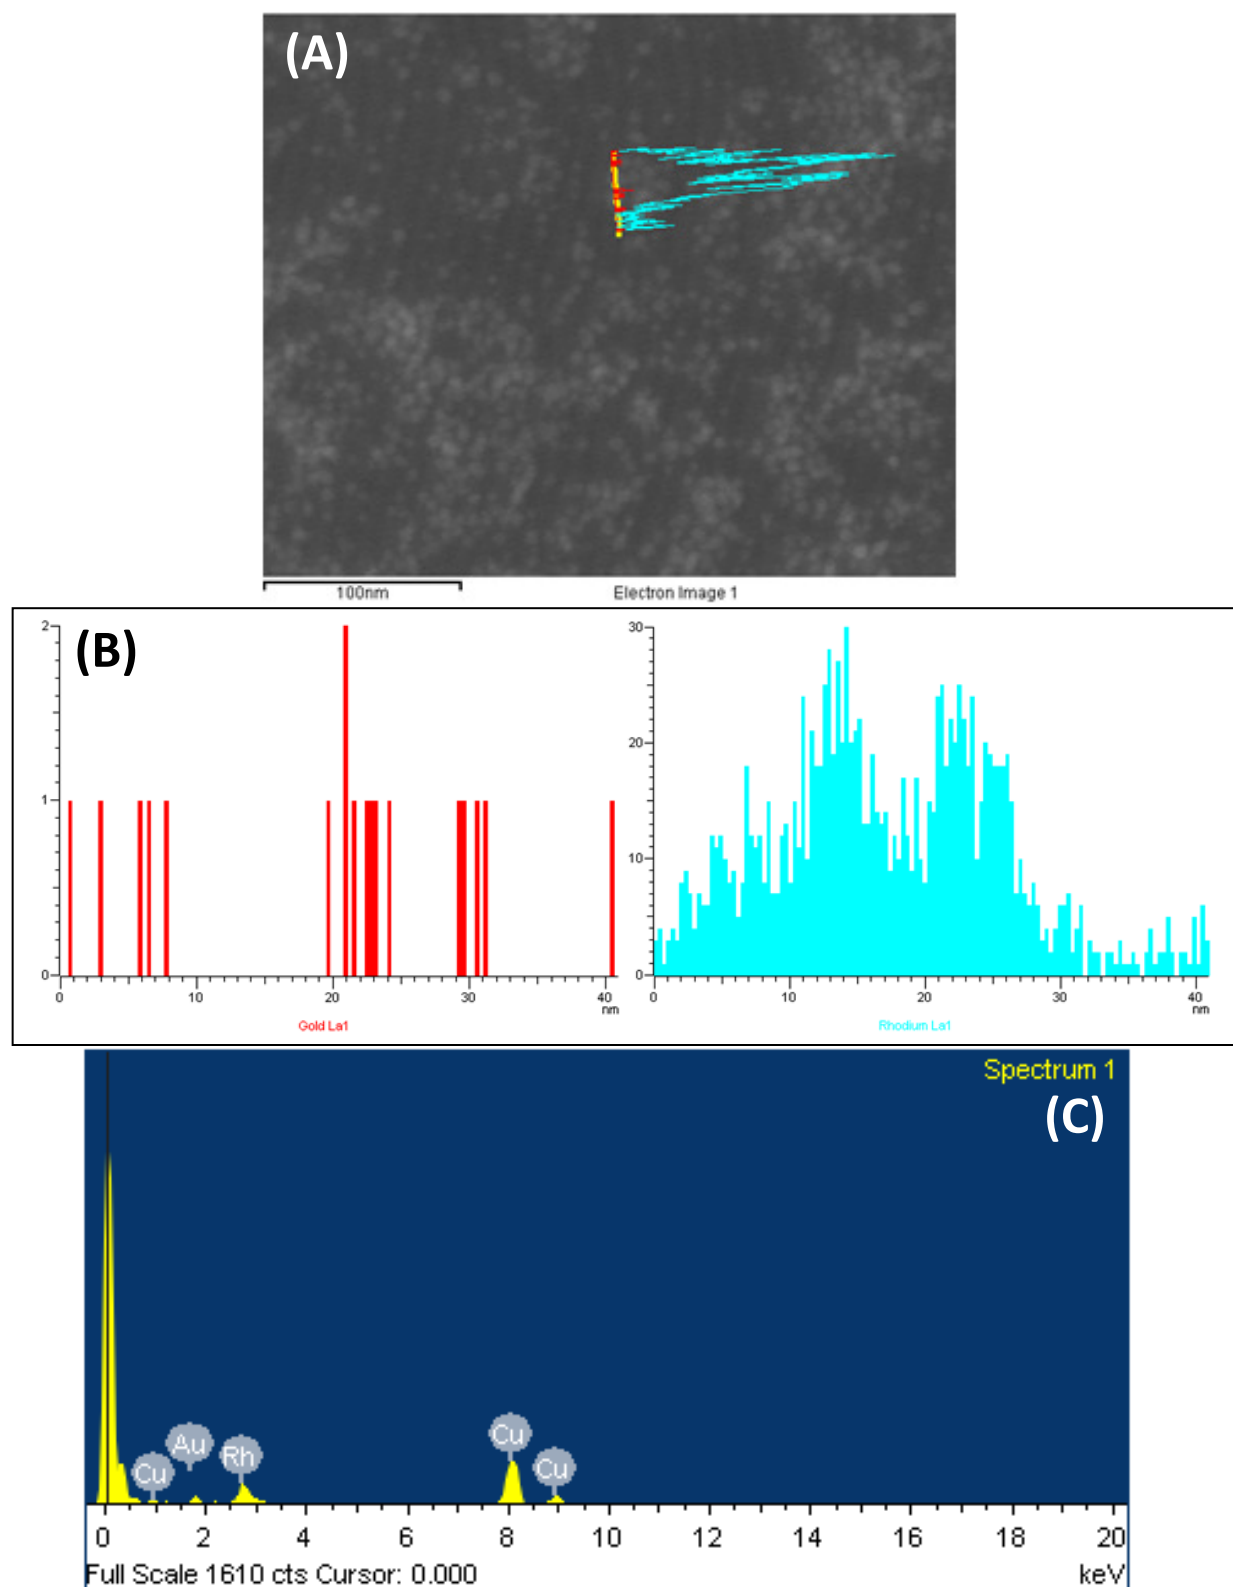 (A)
100nm
Electron Image 1
(B)
2
1
0
0 10 20 30 40
nm
Gold La1
30
20
10
0
0 10 20 30 40
nm
Rhodium La1
Spectrum 1
(C)
Cu Au Rh Cu Cu
0 2 4 6 8 10 12 14 16 18 20
Full Scale 1610 cts Cursor: 0.000 keV